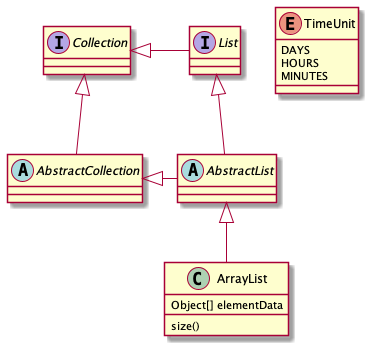 I Collection
I List
E TimeUnit
DAYS
HOURS
MINUTES
A AbstractCollection
A AbstractList
C ArrayList
Object[] elementData
size()